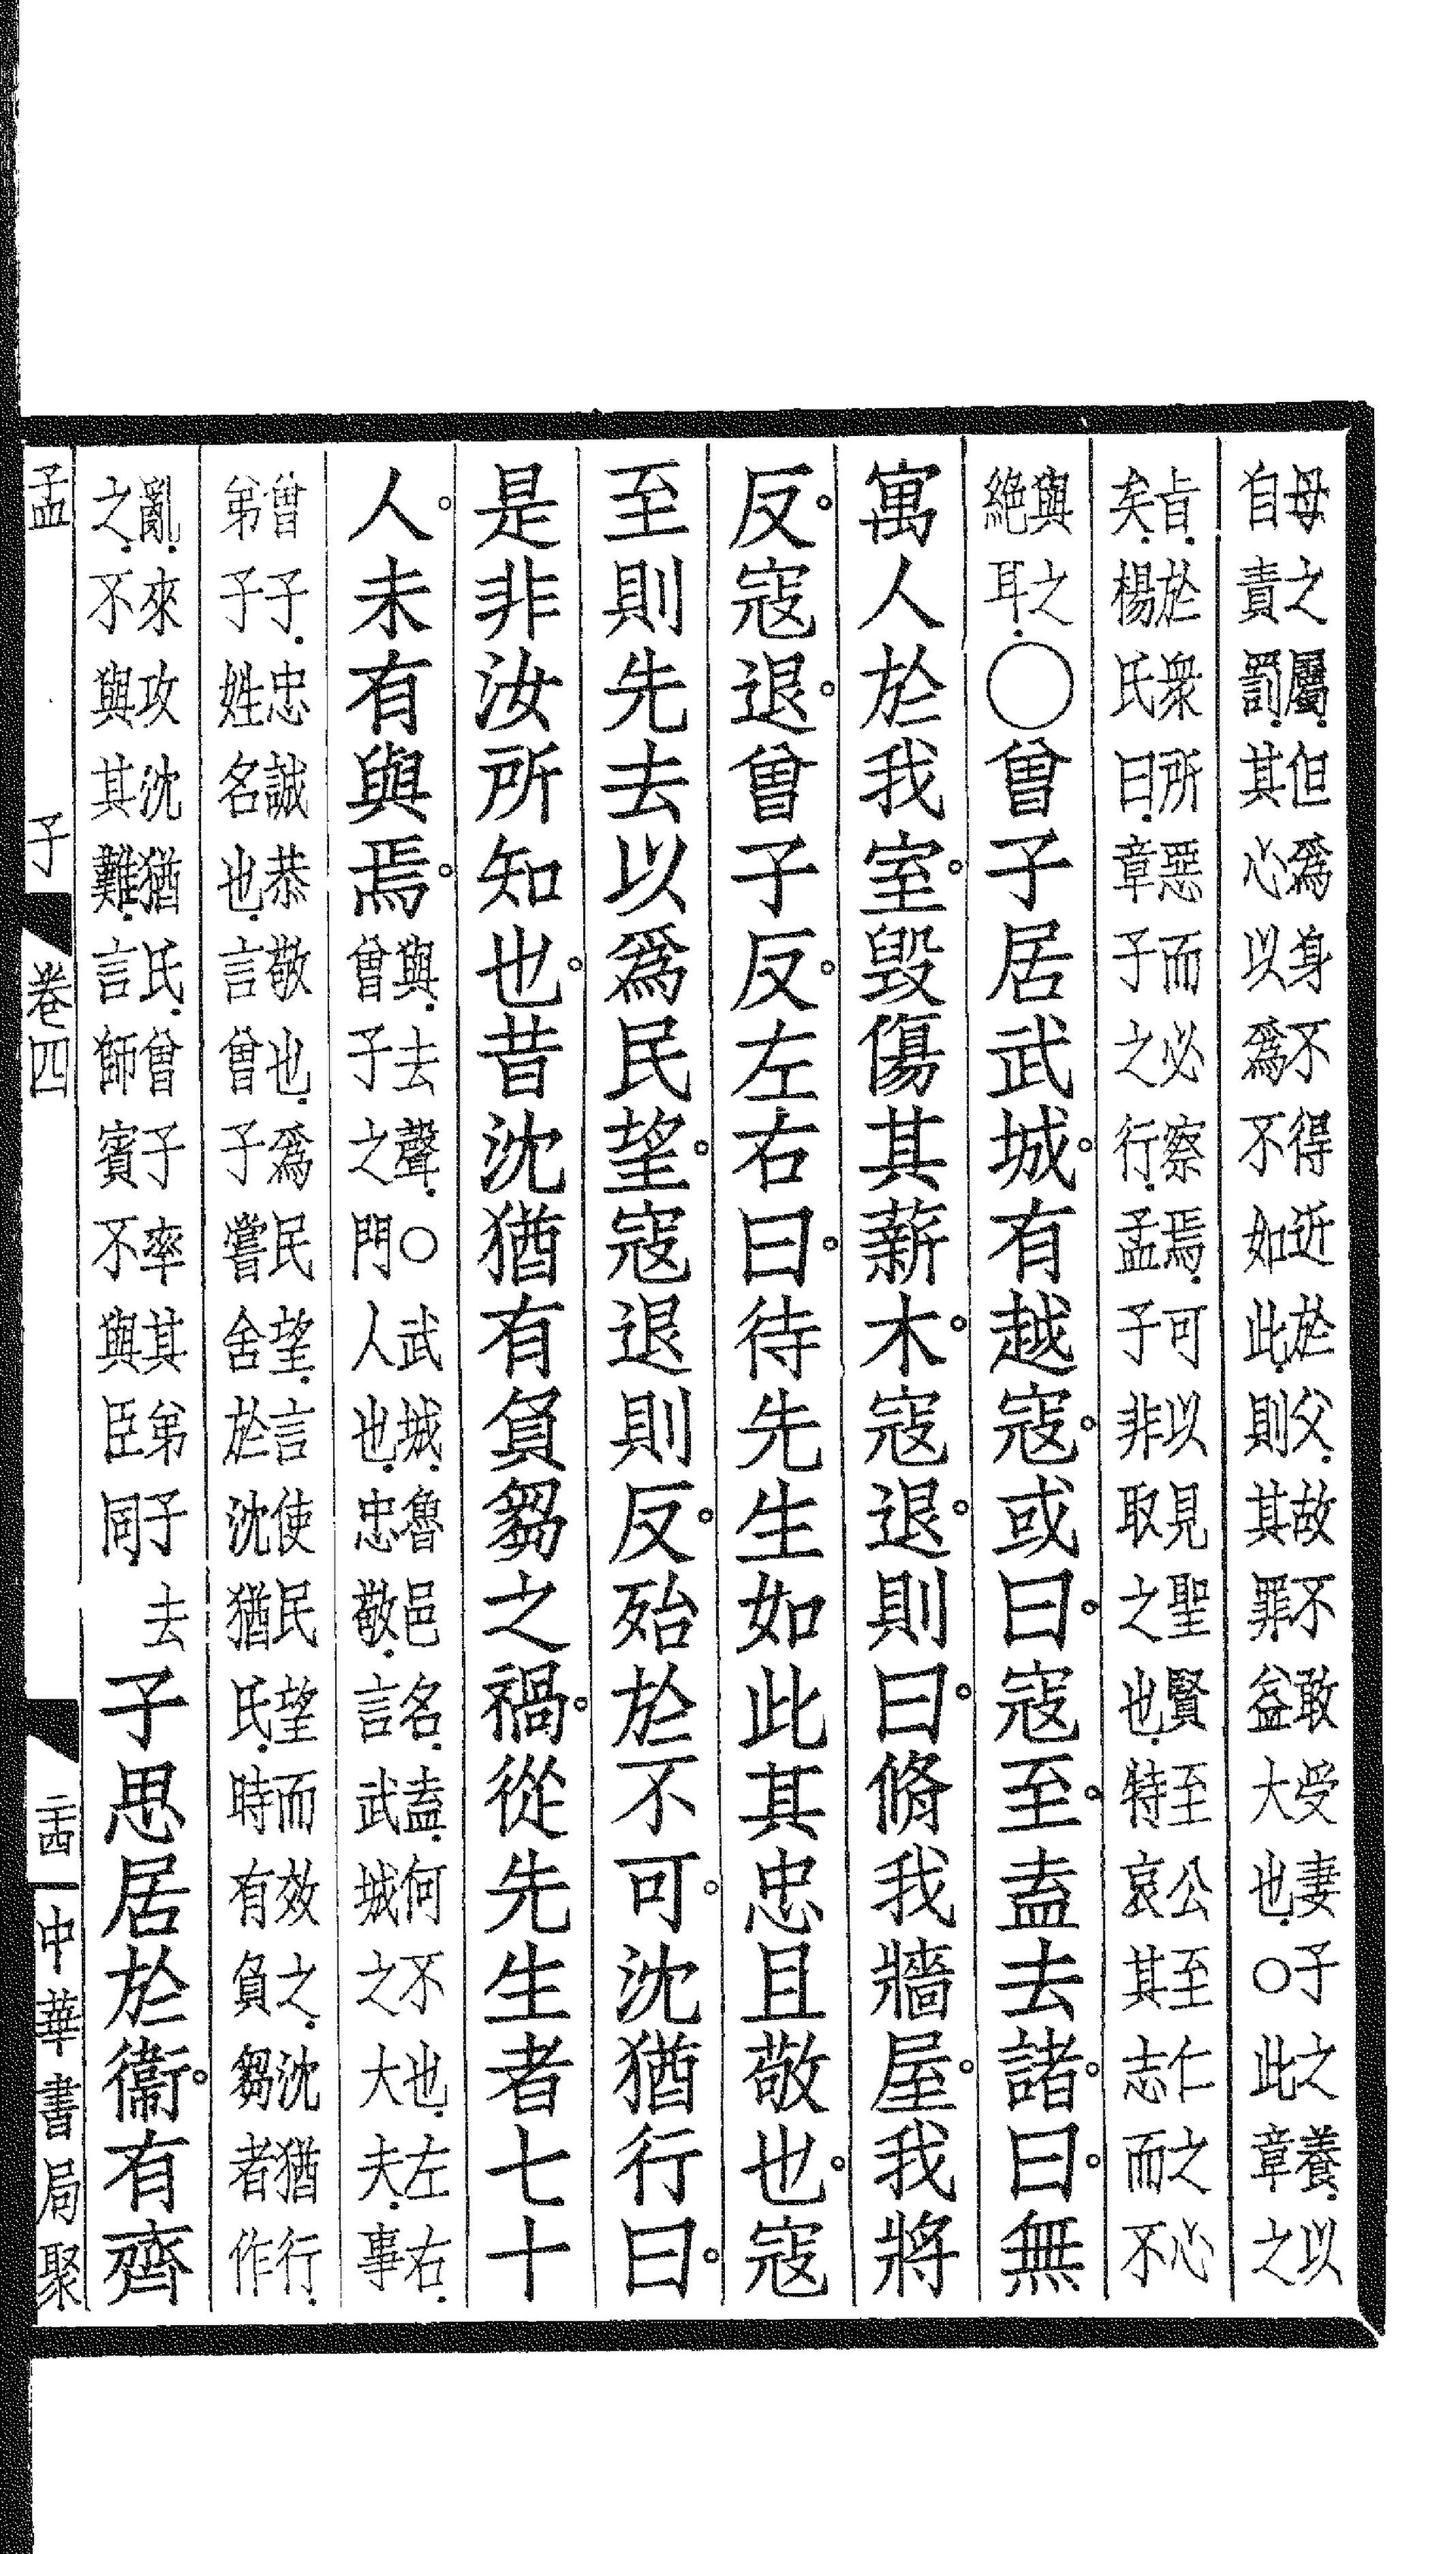 母之屬但爲身不得近於父故不敢受妻子之養以
自責罰其心以爲不如此則其罪益大也○此章之
旨於衆所惡而必察焉可以見聖賢至公至仁之心
矣楊氏曰章子之行孟子非取之也特哀其志而不
與之
絕耳○曾子居武城有越寇或曰寇至盍去諸曰無
寓人於我室毀傷其薪木寇退則曰脩我牆屋我將
反寇退曾子反左右曰待先生如此其忠且敬也寇
至則先去以爲民望寇退則反殆於不可沈猶行曰
是非汝所知也昔沈猶有負芻之禍從先生者七十
人未有與焉
與去聲○武城魯邑名盍何不也左右
曾子之門人也忠敬言武城之大夫事
曾子忠誠恭敬也爲民望言使民望而效之沈猶行
弟子姓名也言曾子嘗舍於沈猶氏時有負芻者作
亂來攻沈猶氏曾子率其弟子去
之不與其難言師賓不與臣同
子思居於衞有齊
孟子 卷四 二十四 中華書局聚